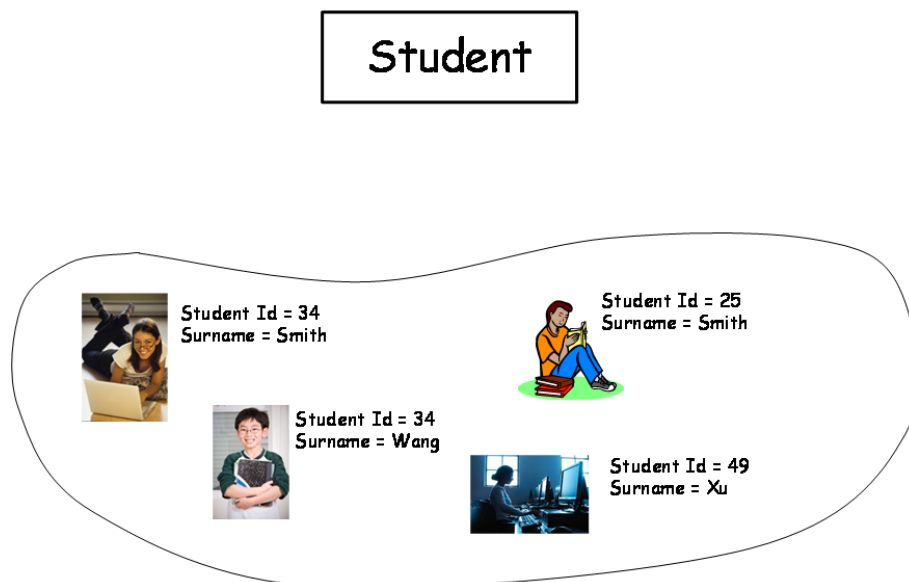 Student
Student Id = 34
Surname = Smith
Student Id = 25
Surname = Smith
Student Id = 34
Surname = Wang
Student Id = 49
Surname = Xu